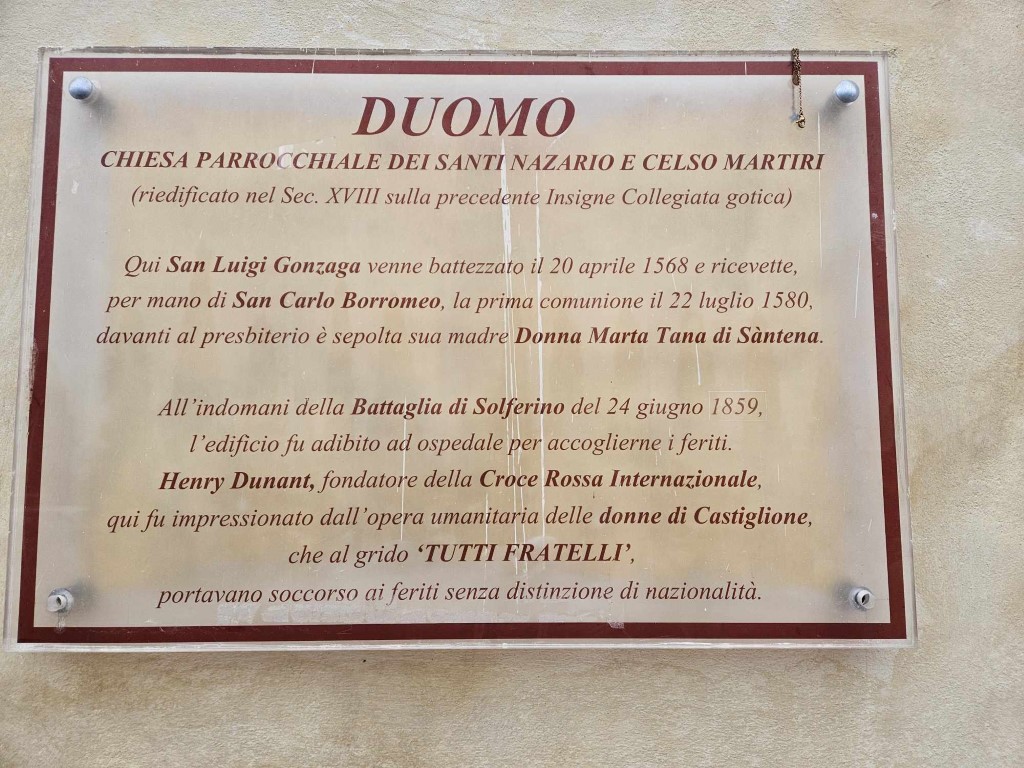 DUOMO
CHIESA PARROCCHIALE DEI SANTI NAZARIO E CELSO MARTIRI
(riedificato nel Sec. XVIII sulla precedente Insigne Collegiata gotica)
Qui San Luigi Gonzaga venne battezzato il 20 aprile 1568 e ricevette,
per mano di San Carlo Borromeo, la prima comunione il 22 luglio 1580,
davanti al presbiterio è sepolta sua madre Donna Marta Tana di Sàntena.
All’indomani della Battaglia di Solferino del 24 giugno 1859,
l’edificio fu adibito ad ospedale per accoglierne i feriti.
Henry Dunant, fondatore della Croce Rossa Internazionale,
qui fu impressionato dall’opera umanitaria delle donne di Castiglione,
che al grido ‘TUTTI FRATELLI’,
portavano soccorso ai feriti senza distinzione di nazionalità.